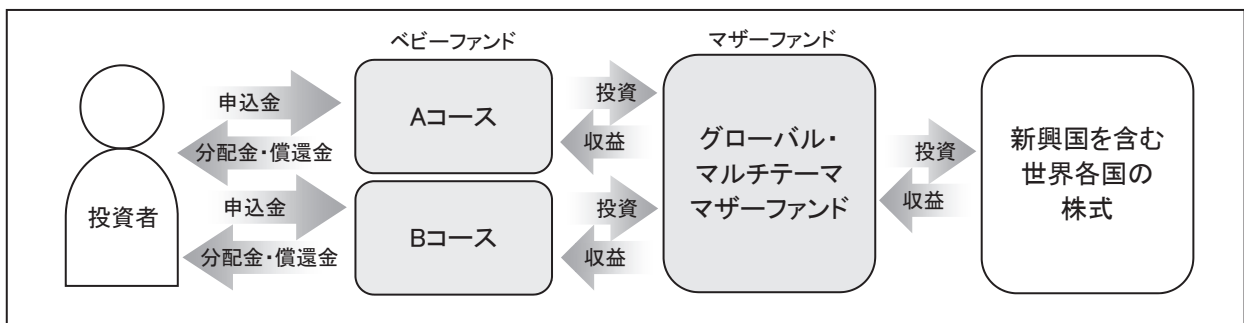 ベビーファンド
マザーファンド
申込金
分配金・償還金
申込金
分配金・償還金
投資者
Aコース
Bコース
投資
収益
投資
収益
グローバル・
マルチテーマ
マザーファンド
投資
収益
新興国を含む
世界各国の
株式